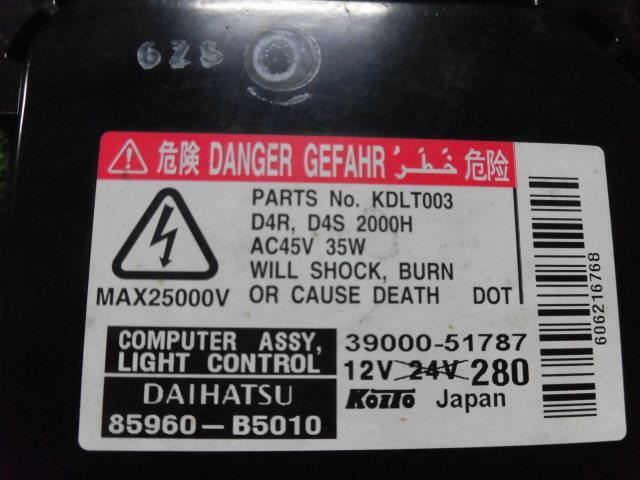 628
危険 DANGER GEFAHR خَطَرْ 危险
PARTS No. KDLT003
D4R, D4S 2000H
AC45V 35W
WILL SHOCK, BURN
OR CAUSE DEATH DOT
MAX25000V
606216768
COMPUTER ASSY,
LIGHT CONTROL
39000-51787
12V 24V 280
DAIHATSU
85960-B5010
KoITo Japan